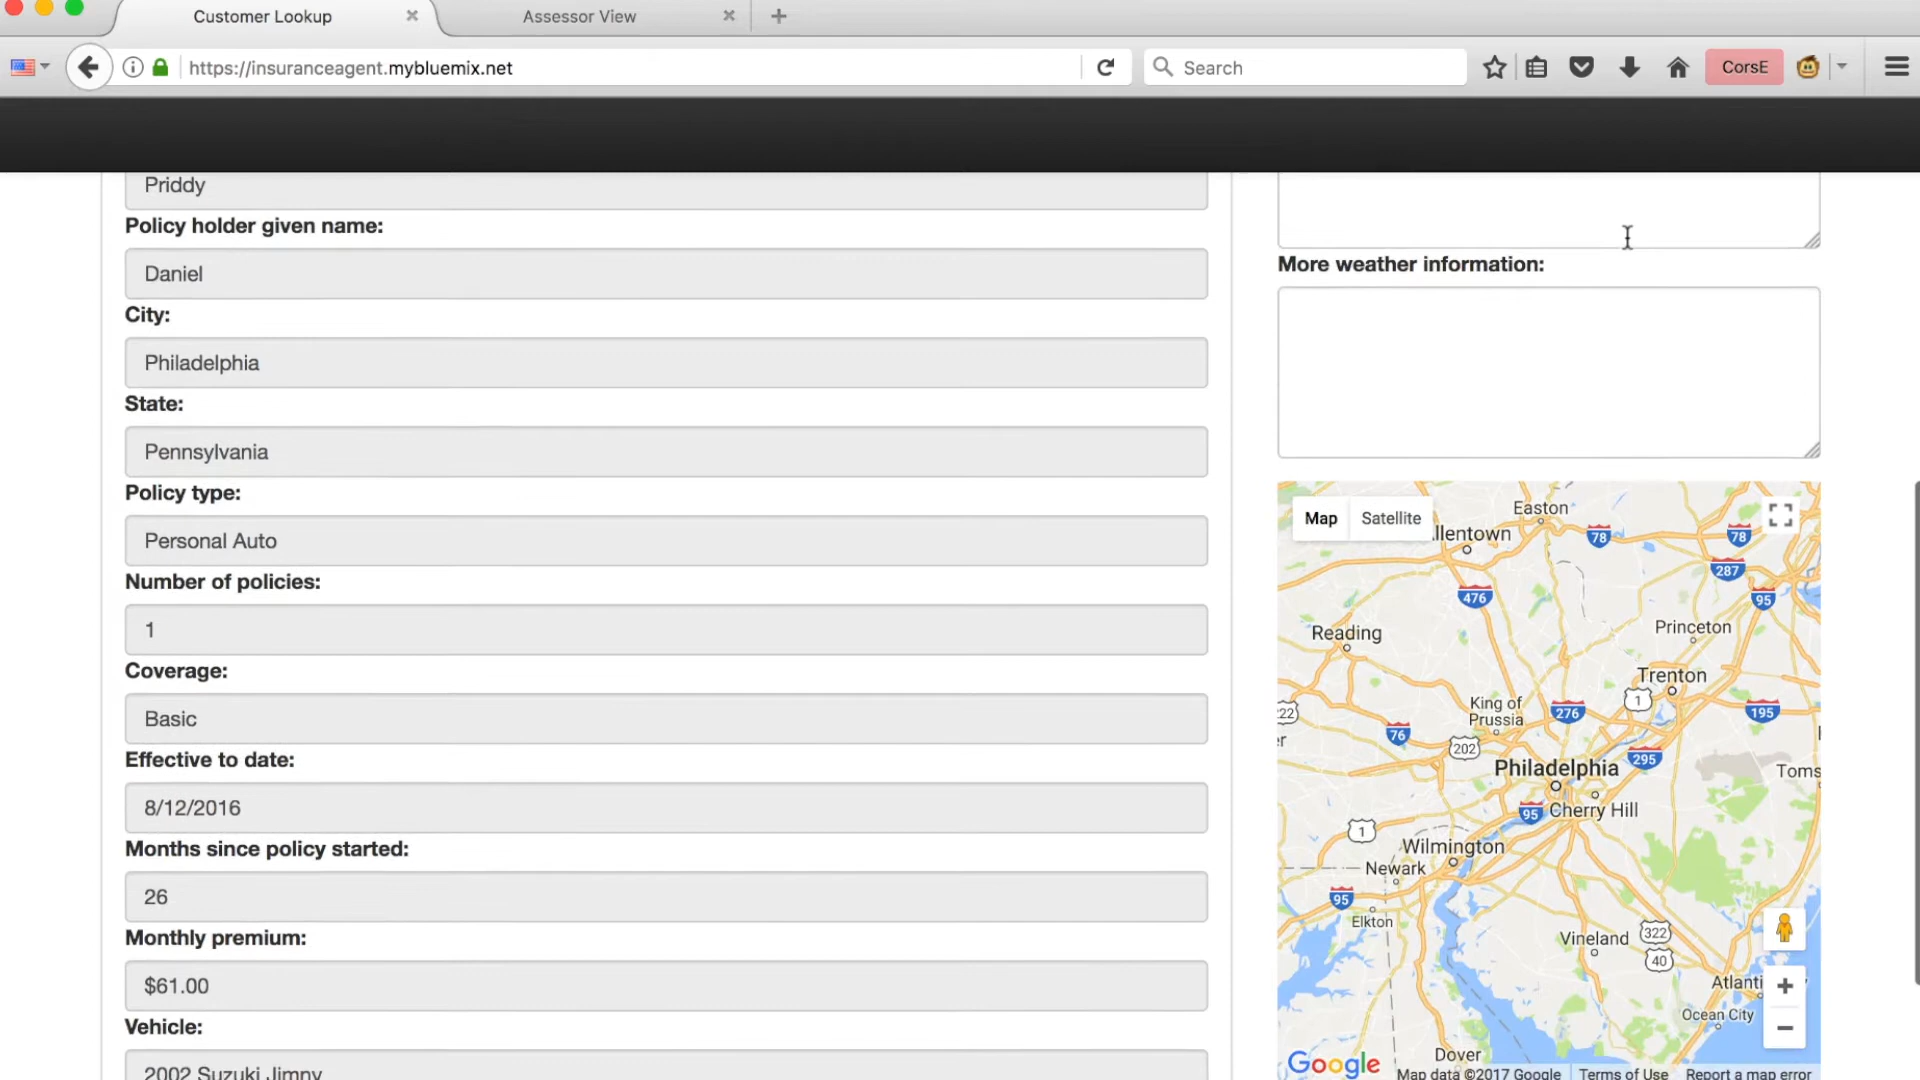 Customer Lookup
Assessor View
https://insuranceagent.mybluemix.net
Search
CorsE
Priddy
Policy holder given name:
Daniel
City:
Philadelphia
State:
Pennsylvania
Policy type:
Personal Auto
Number of policies:
1
Coverage:
Basic
Effective to date:
8/12/2016
Months since policy started:
26
Monthly premium:
$61.00
Vehicle:
2002 Suzuki Jimny
More weather information:
Map Satellite
Easton
llentown
78
78
287
476
95
Reading
Princeton
Trenton
1
King of
Prussia
276
195
22
76
202
295
Philadelphia
Toms
95
Cherry Hill
1
Wilmington
Newark
95
Elkton
322
Vineland
40
Atlanti
Ocean City
Dover
Google
Map data ©2017 Google Terms of Use Report a map error